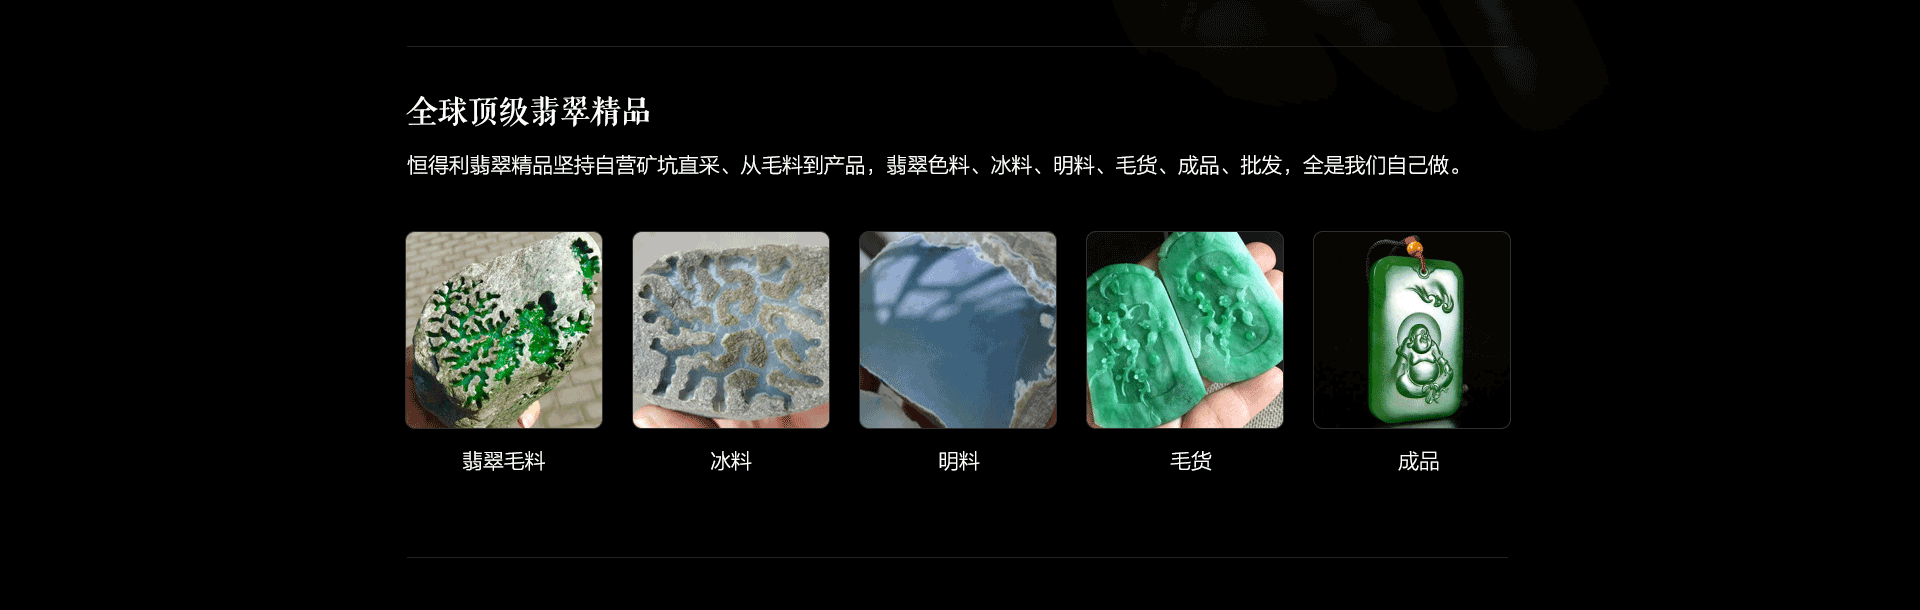 全球顶级翡翠精品
恒得利翡翠精品坚持自营矿坑直采、从毛料到产品，翡翠色料、冰料、明料、毛货、成品、批发，全是我们自己做。
翡翠毛料
冰料
明料
毛货
成品